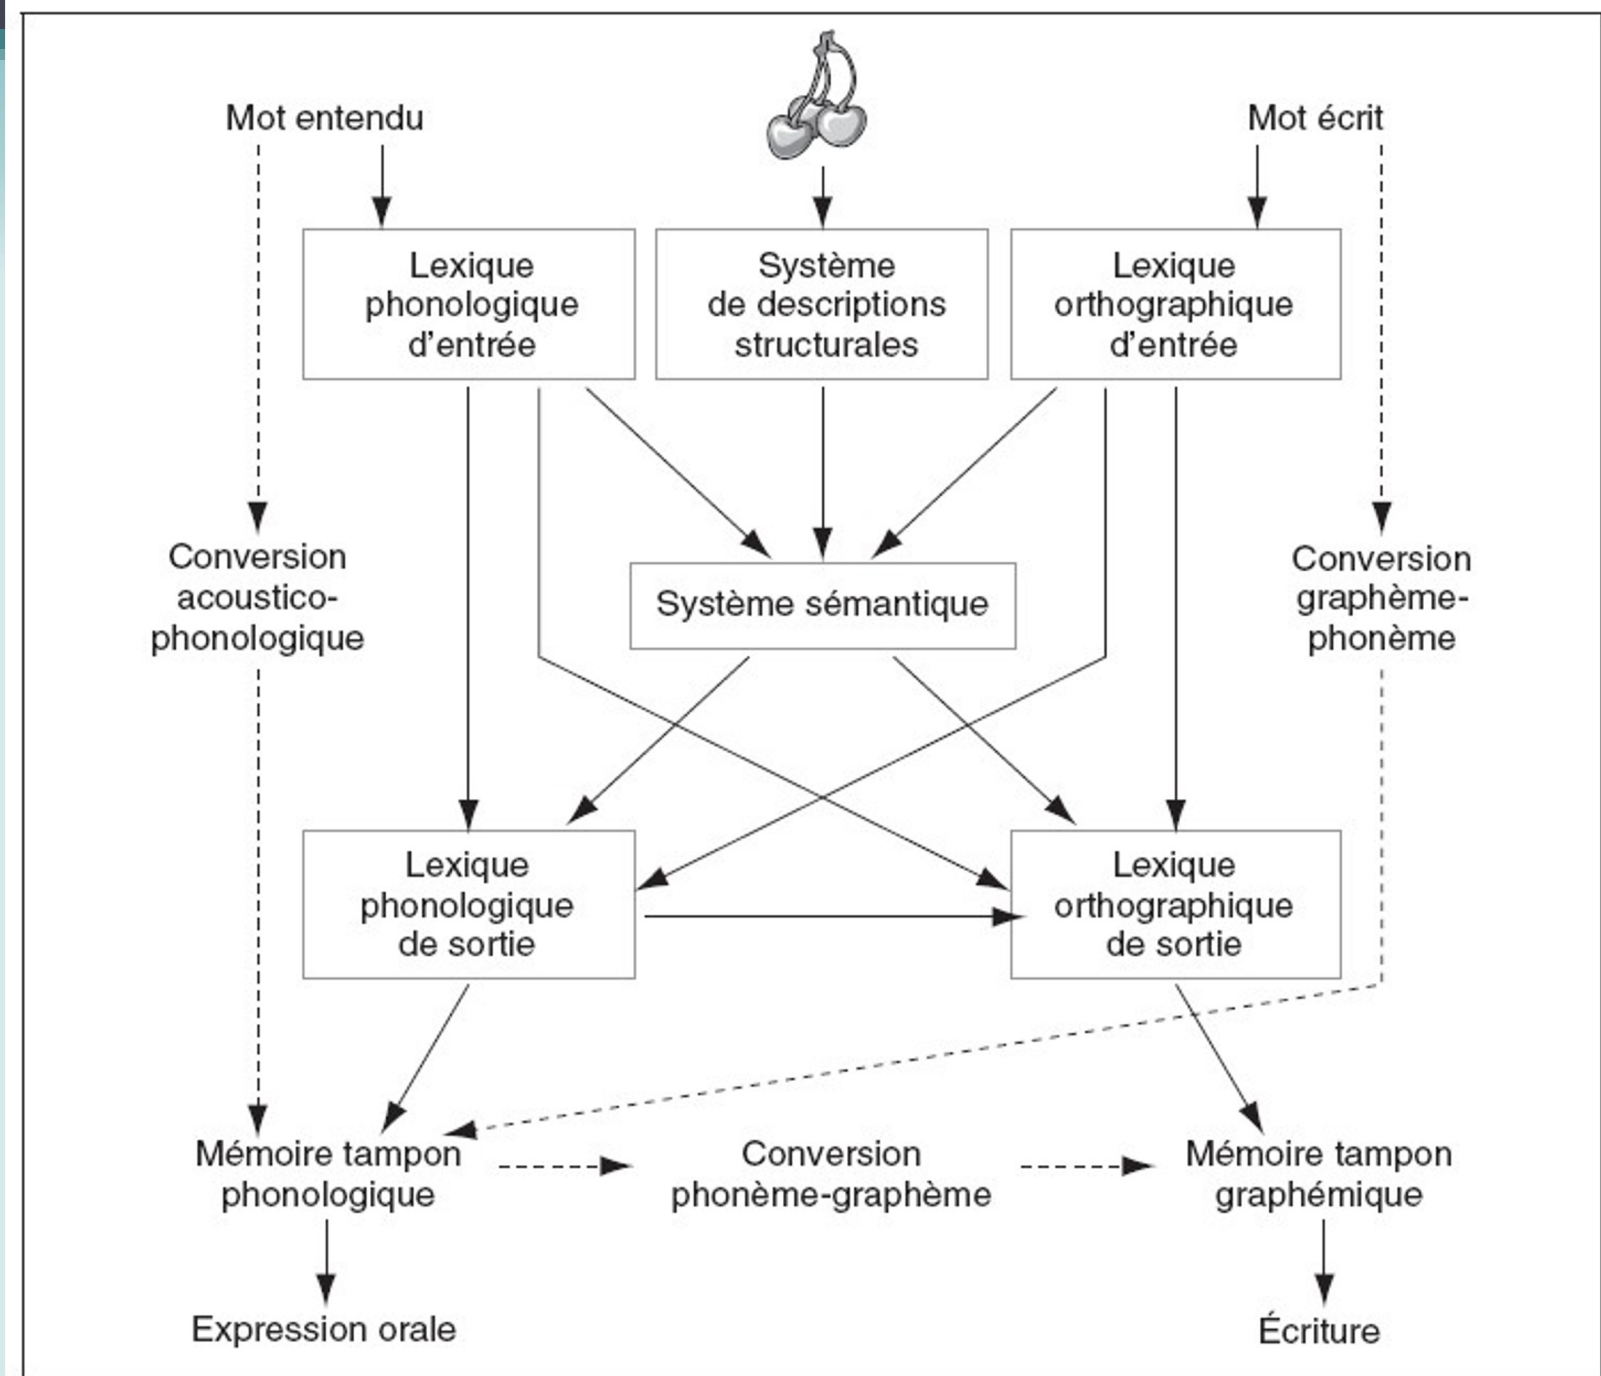 Mot entendu
Mot écrit
Lexique
phonologique
d'entrée
Système
de descriptions
structurales
Lexique
orthographique
d'entrée
Conversion
acoustico-
phonologique
Système sémantique
Conversion
graphème-
phonème
Lexique
phonologique
de sortie
Lexique
orthographique
de sortie
Mémoire tampon
phonologique
Conversion
phonème-graphème
Mémoire tampon
graphémique
Expression orale
Écriture